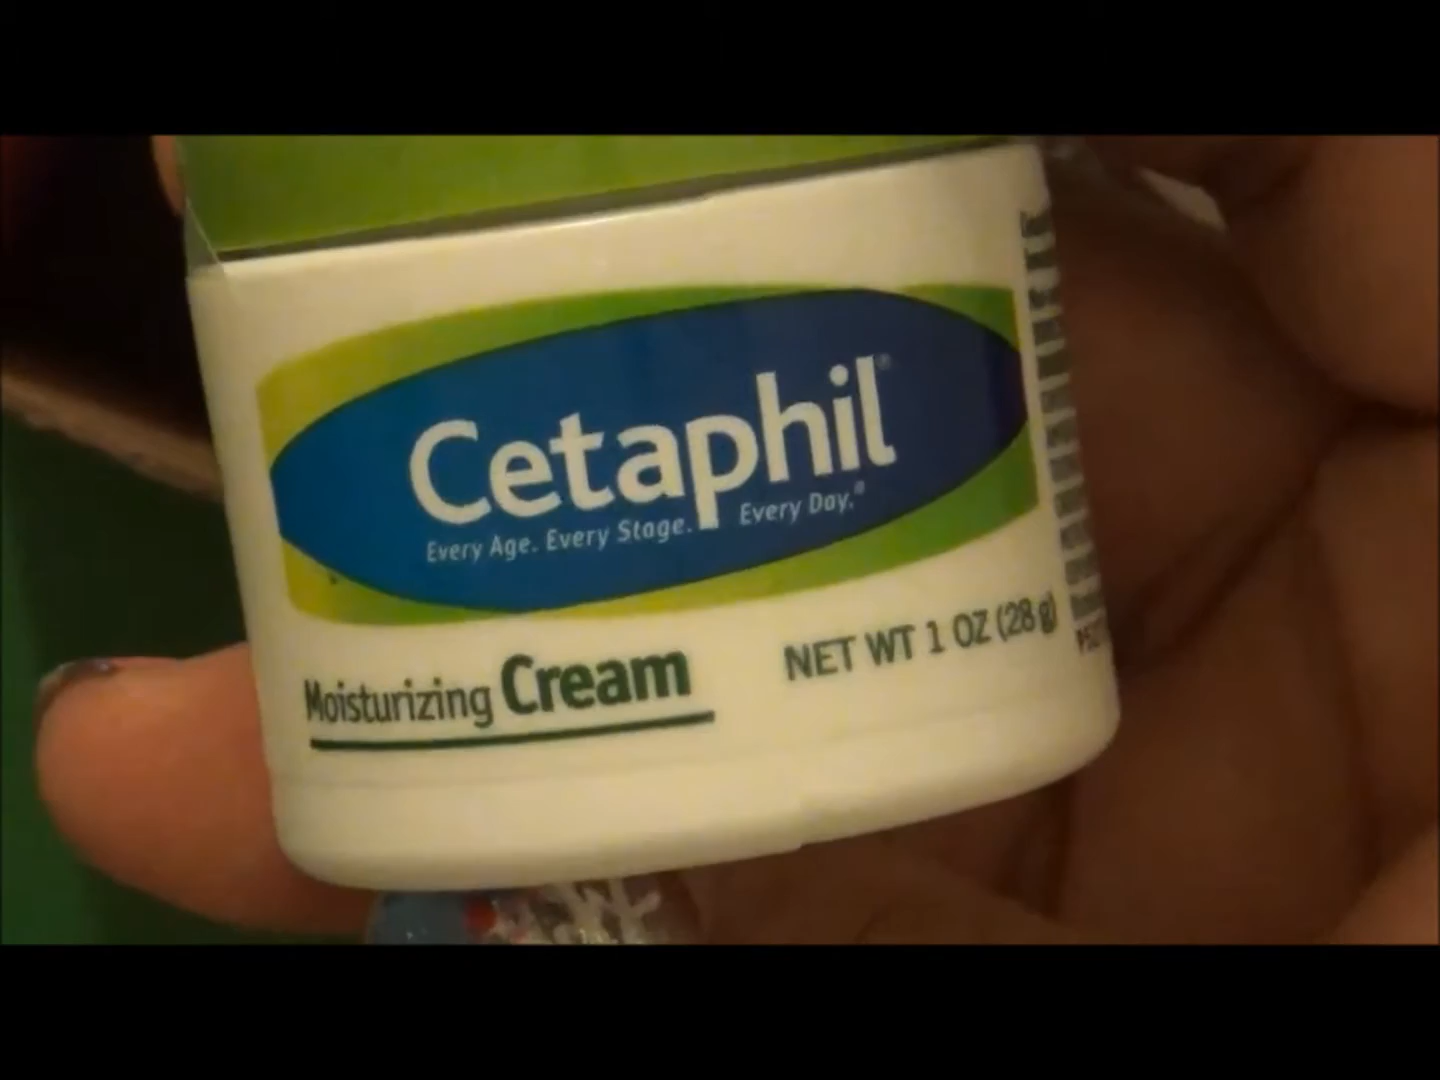 Cetaphil®
Every Age. Every Stage. Every Day.®
Moisturizing Cream
NET WT 1 OZ (28 g)